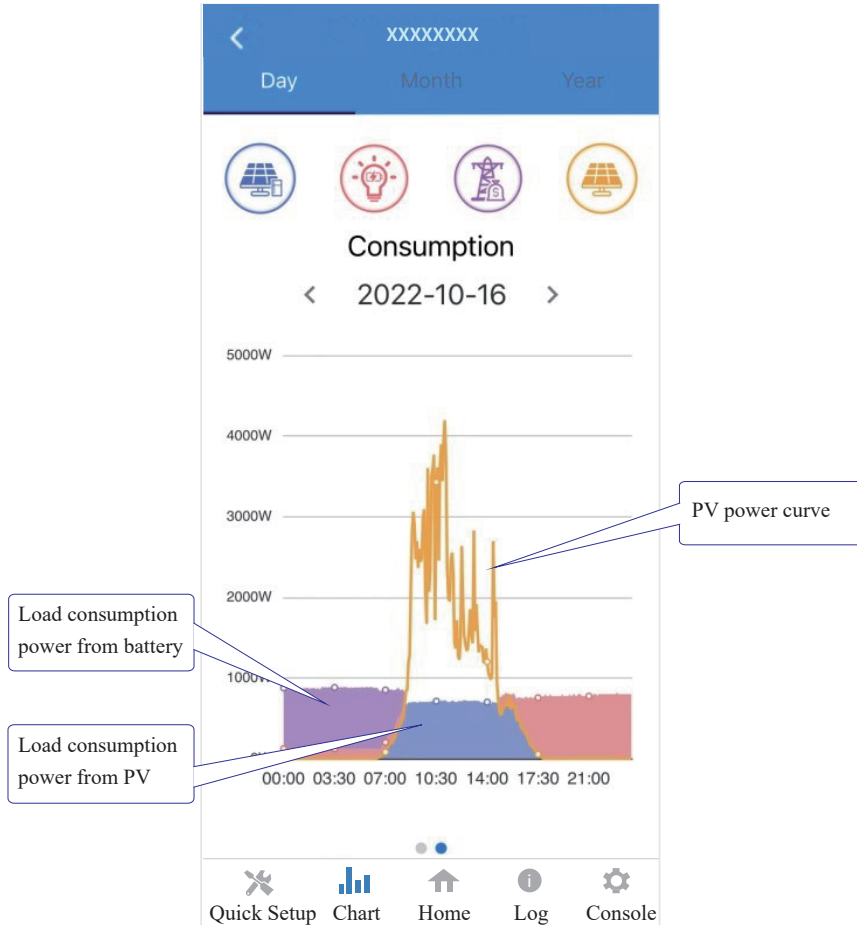 XXXXXXXX
Day Month Year
Consumption
< 2022-10-16 >
5000W
4000W
3000W
PV power curve
2000W
Load consumption
power from battery
Load consumption
power from PV
00:00 03:30 07:00 10:30 14:00 17:30 21:00
Quick Setup Chart Home Log Console